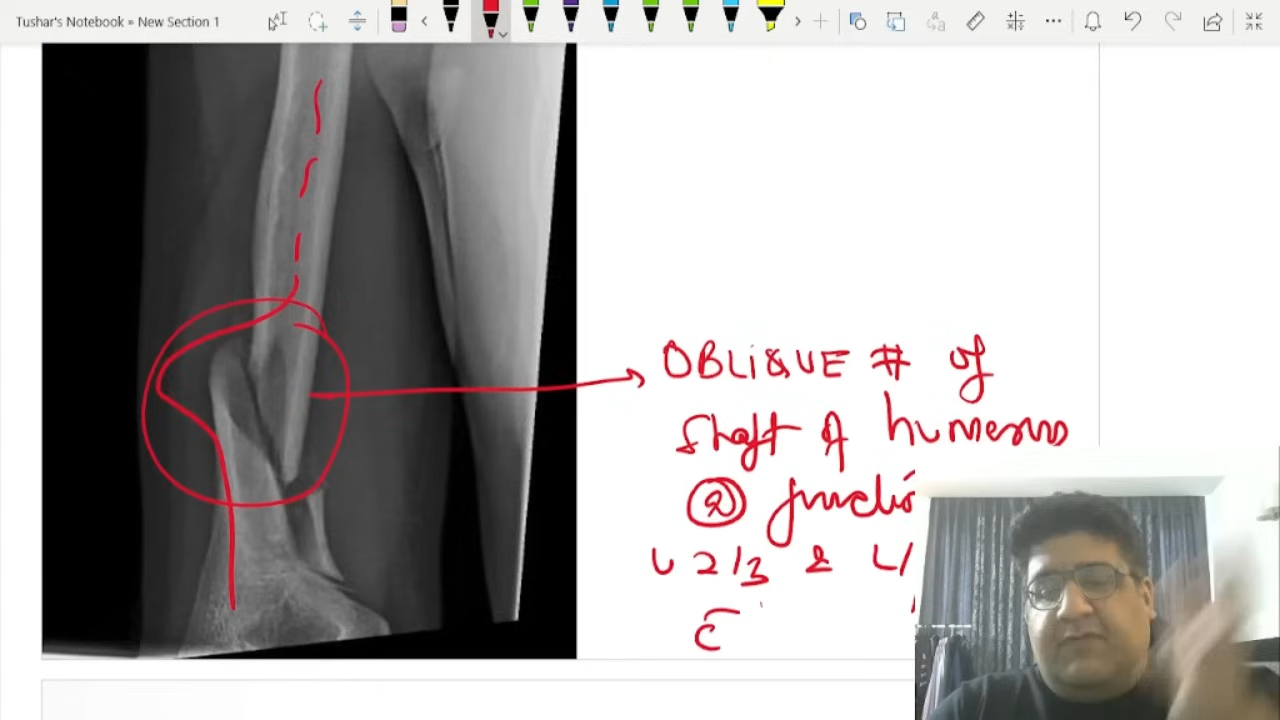 Tushar's Notebook » New Section 1
OBLIQUE # of
Shaft of humerus
@ junctio
U 2/3 & L/
c̄